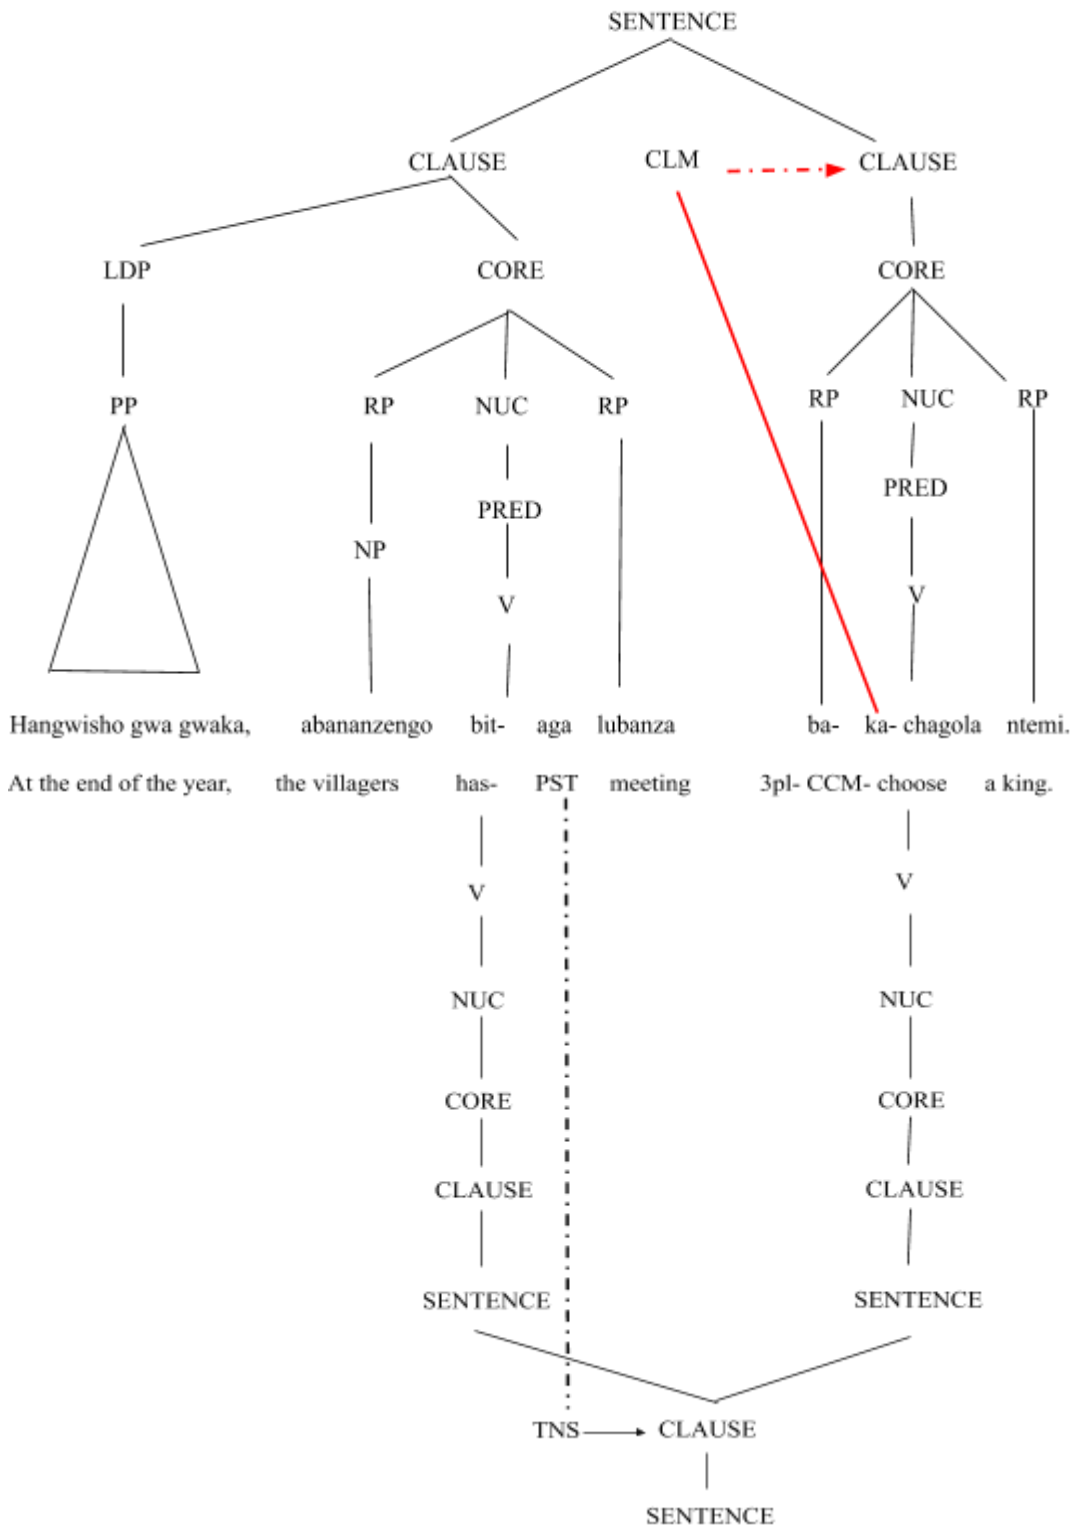 SENTENCE
CLAUSE CLM CLAUSE
LDP CORE CORE
PP RP NUC RP RP NUC RP
PRED PRED
NP
V V
Hangwisho gwa gwaka, abananzengo bit- aga lubanza ba- ka- chagola ntemi.
At the end of the year, the villagers has- PST meeting 3pl- CCM- choose a king.
V V
NUC NUC
CORE CORE
CLAUSE CLAUSE
SENTENCE SENTENCE
TNS CLAUSE
SENTENCE